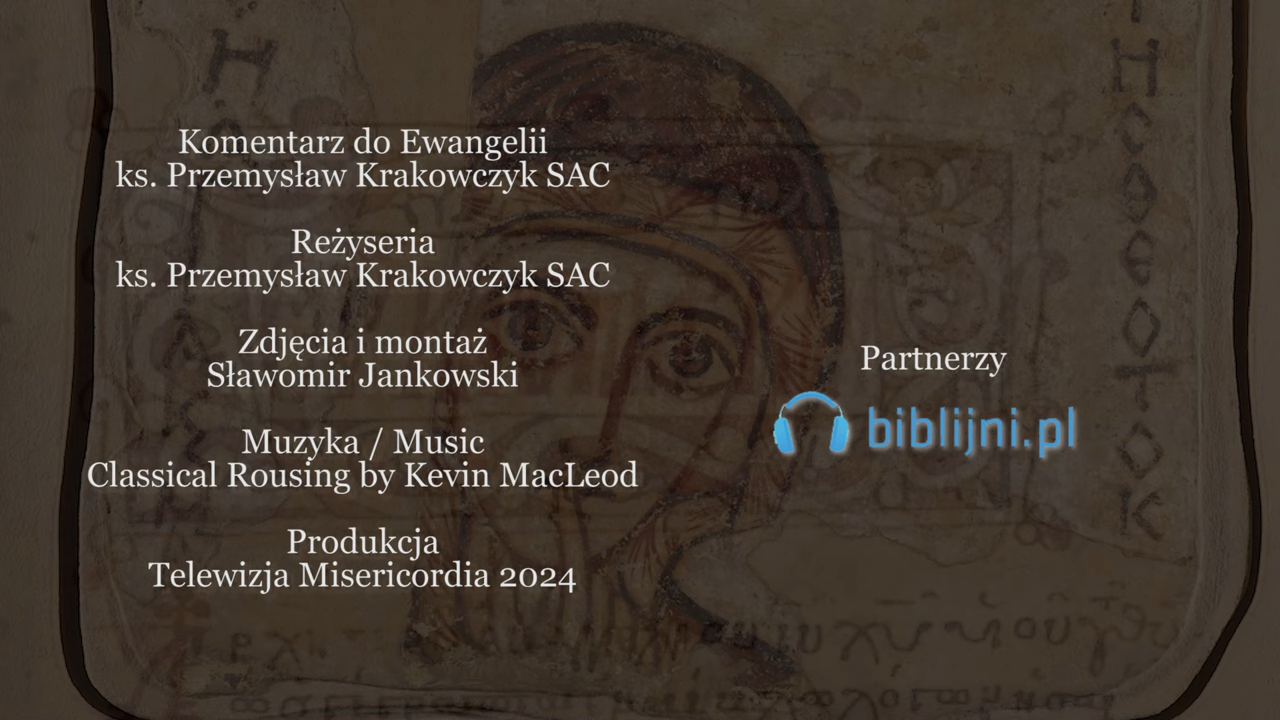 Komentarz do Ewangelii
ks. Przemysław Krakowczyk SAC
Reżyseria
ks. Przemysław Krakowczyk SAC
Zdjęcia i montaż
Sławomir Jankowski
Muzyka / Music
Classical Rousing by Kevin MacLeod
Produkcja
Telewizja Misericordia 2024
Partnerzy
biblijni.pl